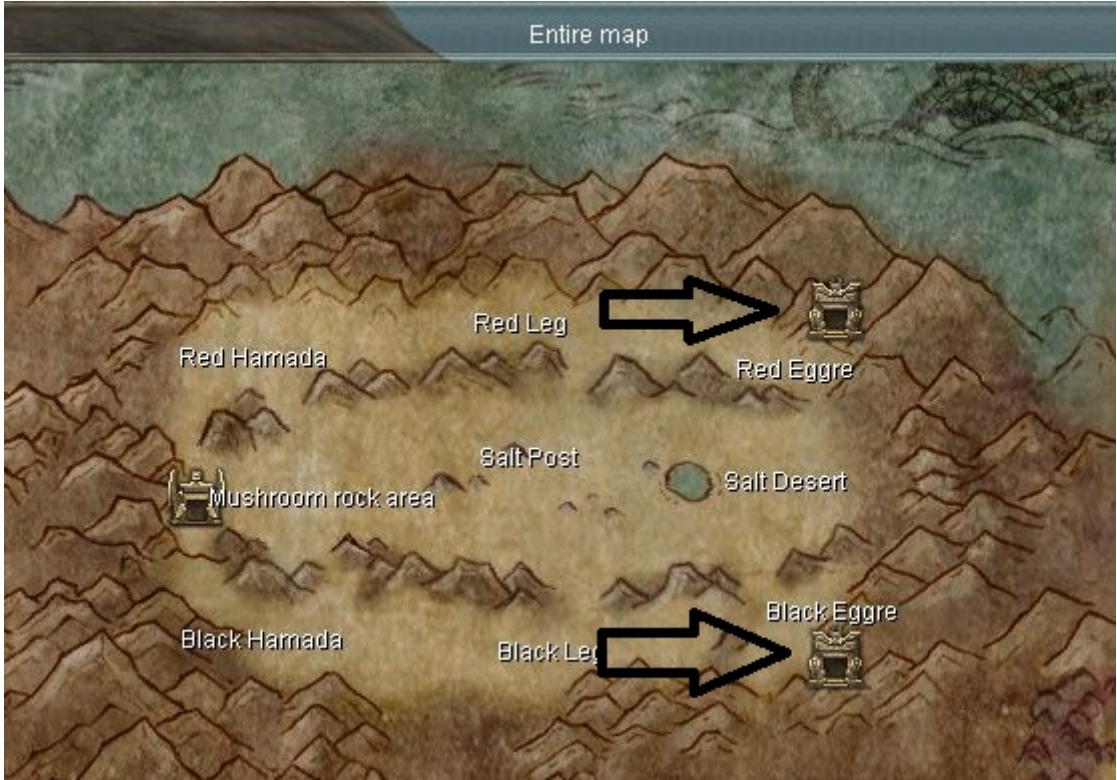 Entire map
Red Leg
Red Hamada
Red Eggre
Salt Post
Salt Desert
Mushroom rock area
Black Eggre
Black Hamada
Black Leg